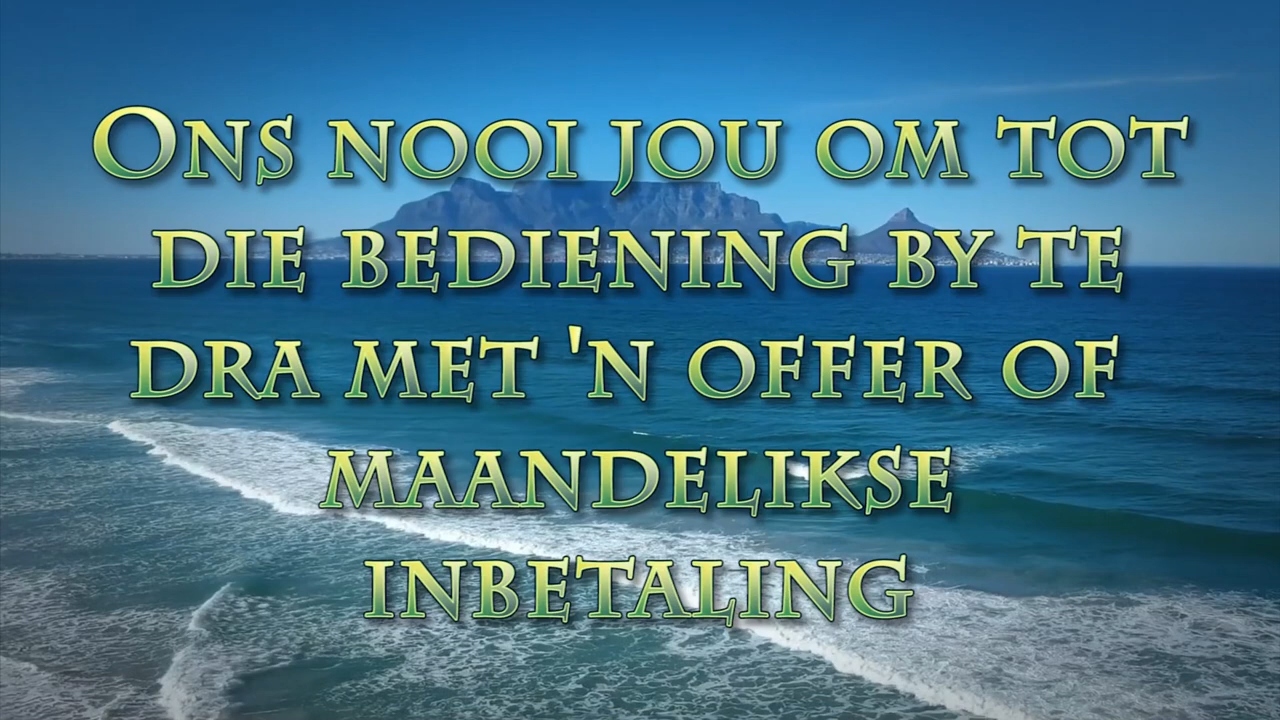 Ons nooi jou om tot
die bediening by te
dra met 'n offer of
maandelikse
inbetaling